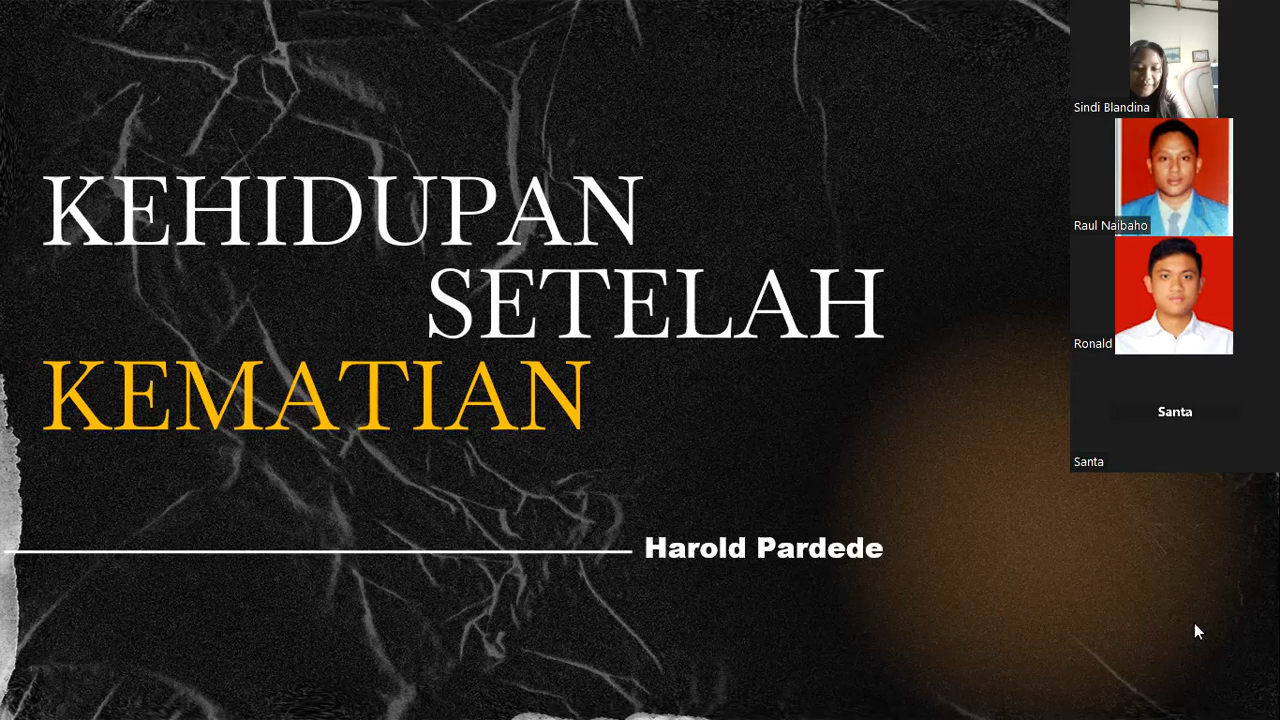 KEHIDUPAN
SETELAH
KEMATIAN
Harold Pardede
Sindi Blandina
Raul Naibaho
Ronald
Santa
Santa